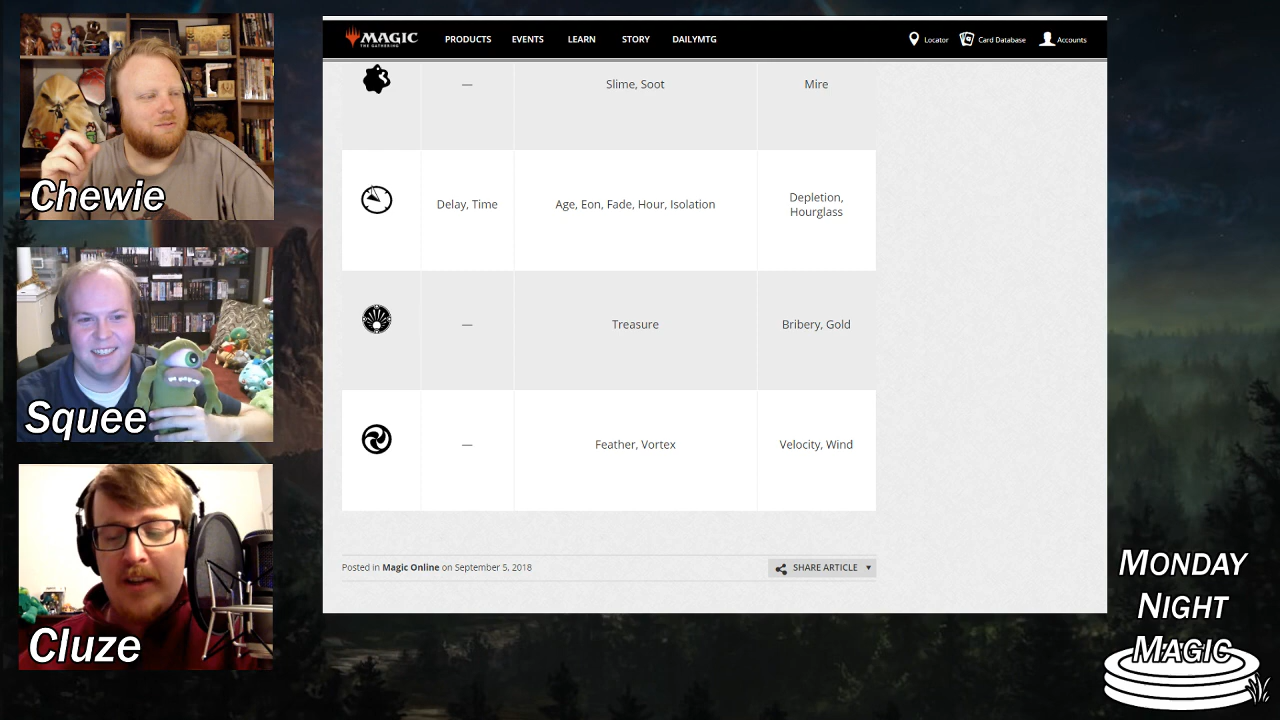 MAGIC
THE GATHERING
PRODUCTS
EVENTS
LEARN
STORY
DAILYMTG
Locator
Card Database
Accounts
— Slime, Soot Mire
Delay, Time Age, Eon, Fade, Hour, Isolation Depletion,
Hourglass
— Treasure Bribery, Gold
— Feather, Vortex Velocity, Wind
Posted in Magic Online on September 5, 2018
SHARE ARTICLE
Chewie
Squee
Cluze
MONDAY
NIGHT
MAGIC